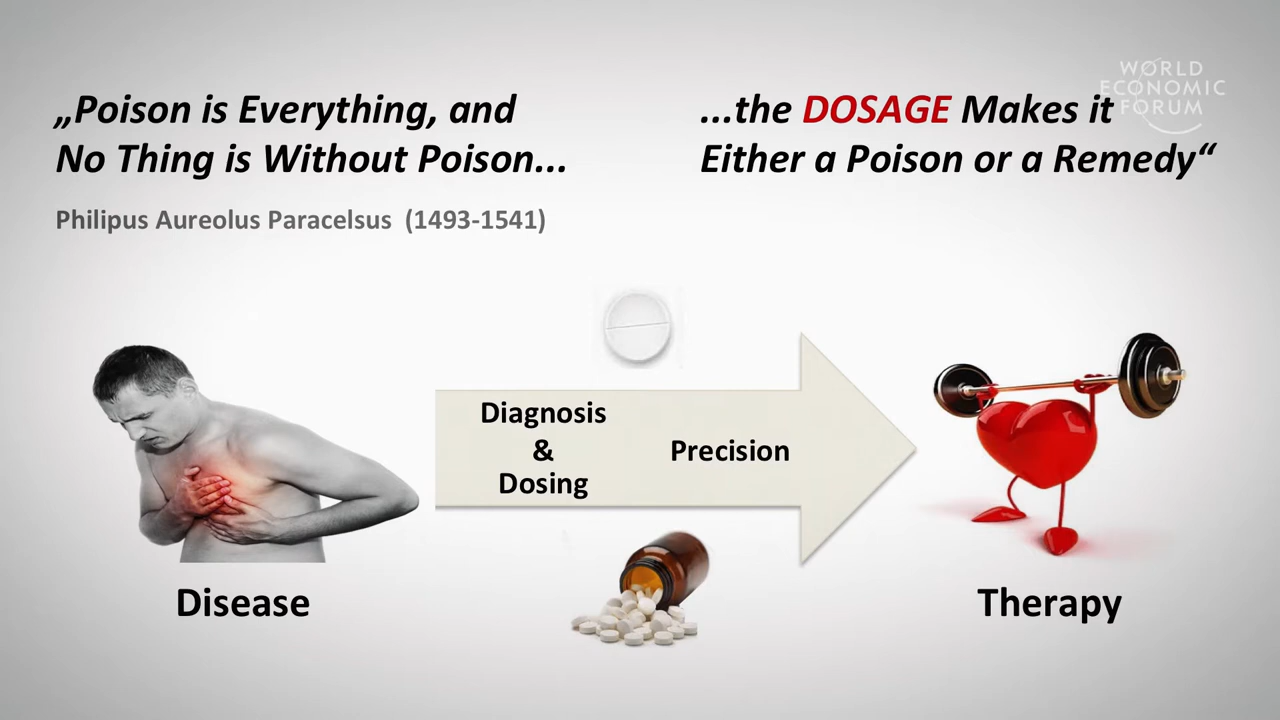 „Poison is Everything, and
No Thing is Without Poison...
Philipus Aureolus Paracelsus (1493-1541)
...the DOSAGE Makes it
Either a Poison or a Remedy“
WORLD
ECONOMIC
FORUM
Diagnosis
&
Dosing
Precision
Disease
Therapy